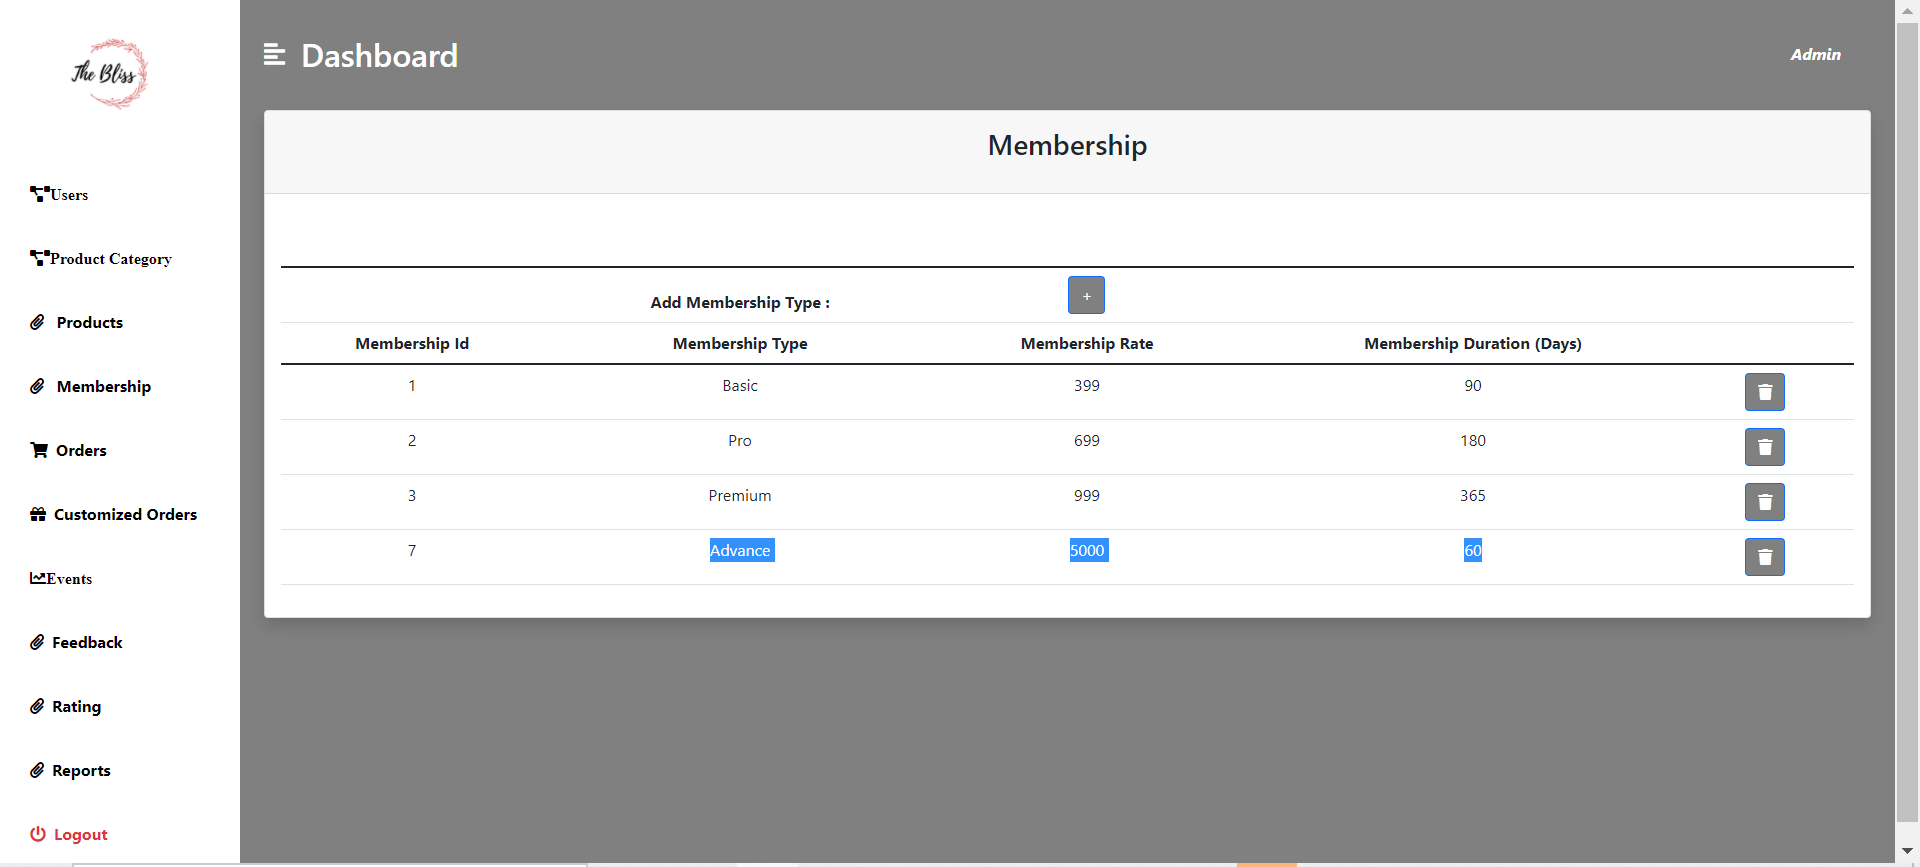 The Bliss
Dashboard
Admin
Membership
Users
Product Category
Products
Membership
Orders
Customized Orders
Events
Feedback
Rating
Reports
Logout
Add Membership Type : +
Membership Id Membership Type Membership Rate Membership Duration (Days)
1 Basic 399 90
2 Pro 699 180
3 Premium 999 365
7 Advance 5000 60